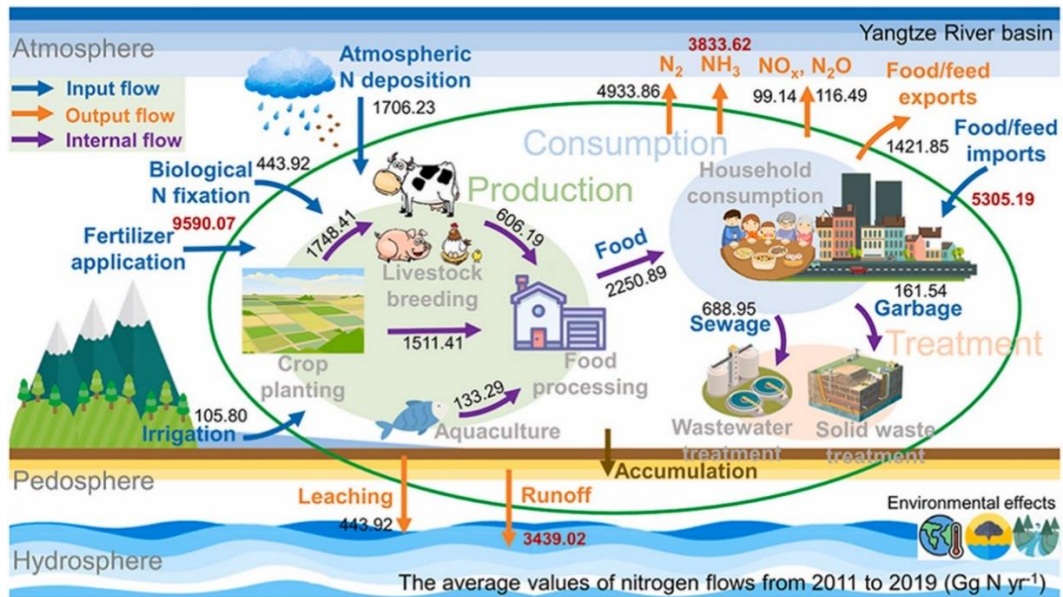 Yangtze River basin
Atmosphere
Input flow
Output flow
Internal flow
Atmospheric
N deposition
1706.23
3833.62
N₂ NH₃ NOₓ, N₂O
4933.86
99.14 116.49
Food/feed
exports
1421.85
Food/feed
imports
5305.19
Consumption
Household
consumption
Biological
N fixation
443.92
9590.07
Fertilizer
application
Production
1748.41
606.19
Livestock
breeding
Food
2250.89
1511.41
Crop
planting
Food
processing
133.29
Aquaculture
688.95
Sewage
161.54
Garbage
Treatment
Wastewater
treatment
Solid waste
treatment
105.80
Irrigation
Accumulation
Pedosphere
Leaching
443.92
Runoff
3439.02
Environmental effects
Hydrosphere
The average values of nitrogen flows from 2011 to 2019 (Gg N yr⁻¹)